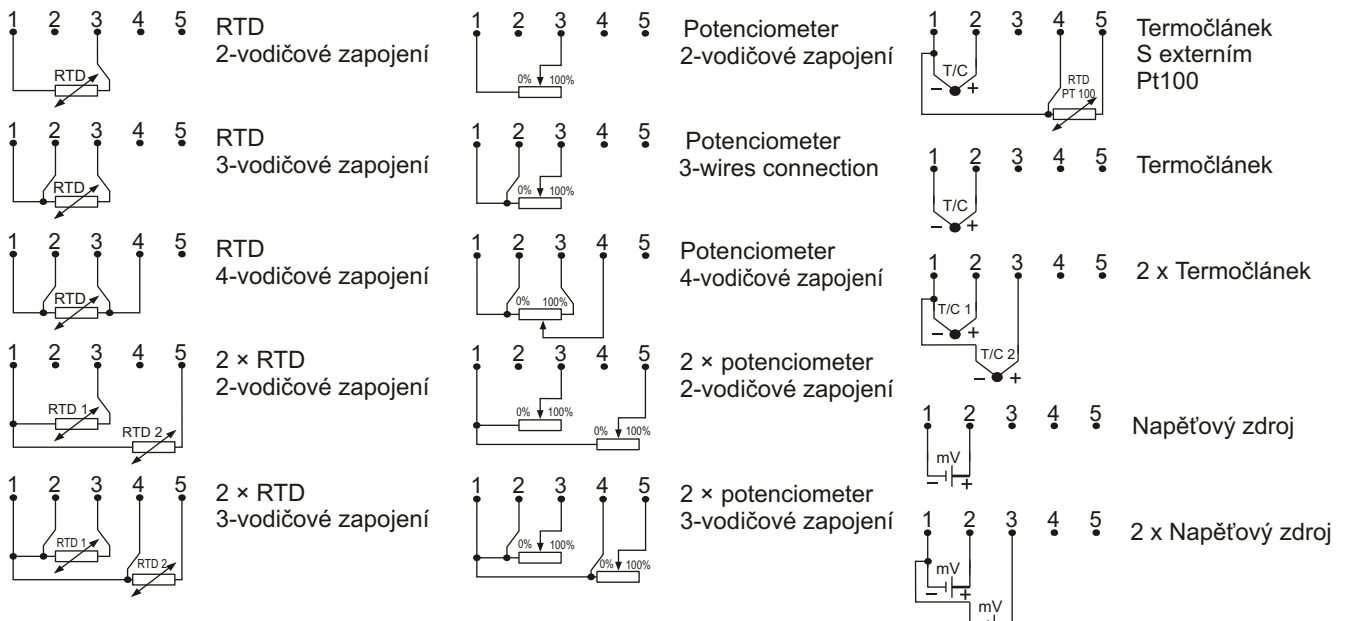 1 2 3 4 5
RTD
2-vodičové zapojení
RTD
1 2 3 4 5
RTD
3-vodičové zapojení
RTD
1 2 3 4 5
RTD
4-vodičové zapojení
RTD
1 2 3 4 5
2 × RTD
2-vodičové zapojení
RTD 1
RTD 2
1 2 3 4 5
2 × RTD
3-vodičové zapojení
RTD 1
RTD 2
1 2 3 4 5
Potenciometer
2-vodičové zapojení
0% 100%
1 2 3 4 5
Potenciometer
3-wires connection
0% 100%
1 2 3 4 5
Potenciometer
4-vodičové zapojení
0% 100%
1 2 3 4 5
2 × potenciometer
2-vodičové zapojení
0% 100%
0% 100%
1 2 3 4 5
2 × potenciometer
3-vodičové zapojení
0% 100%
0% 100%
1 2 3 4 5
Termočlánek
S externím
Pt100
T/C
– +
RTD
PT 100
1 2 3 4 5
Termočlánek
T/C
– +
1 2 3 4 5
2 x Termočlánek
T/C 1
– +
T/C 2
– +
1 2 3 4 5
Napěťový zdroj
mV
– +
1 2 3 4 5
2 x Napěťový zdroj
mV
– +
mV